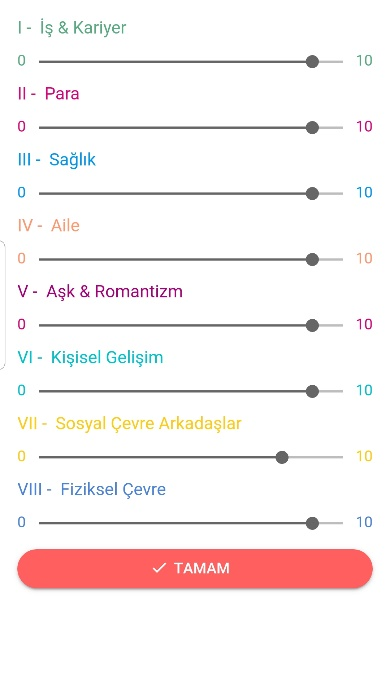 I - İş & Kariyer
0 10
II - Para
0 10
III - Sağlık
0 10
IV - Aile
0 10
V - Aşk & Romantizm
0 10
VI - Kişisel Gelişim
0 10
VII - Sosyal Çevre Arkadaşlar
0 10
VIII - Fiziksel Çevre
0 10
TAMAM